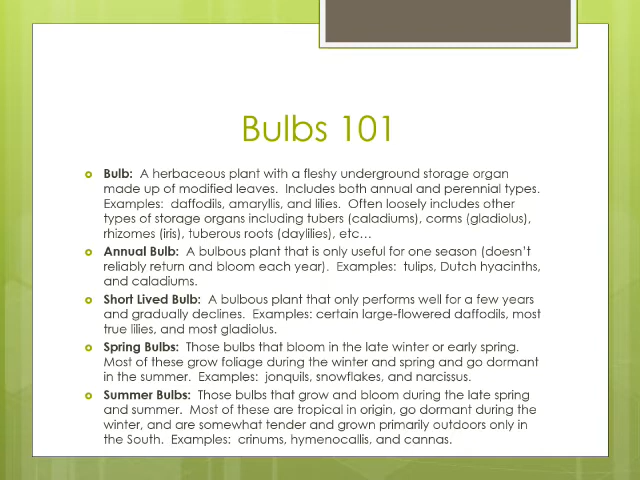 Bulbs 101
Bulb:  A herbaceous plant with a fleshy underground storage organ
made up of modified leaves.  Includes both annual and perennial types.
Examples:  daffodils, amaryllis, and lilies.  Often loosely includes other
types of storage organs including tubers (caladiums), corms (gladiolus),
rhizomes (iris), tuberous roots (daylilies), etc…
Annual Bulb:  A bulbous plant that is only useful for one season (doesn’t
reliably return and bloom each year).  Examples:  tulips, Dutch hyacinths,
and caladiums.
Short Lived Bulb:  A bulbous plant that only performs well for a few years
and gradually declines.  Examples: certain large-flowered daffodils, most
true lilies, and most gladiolus.
Spring Bulbs:  Those bulbs that bloom in the late winter or early spring.
Most of these grow foliage during the winter and spring and go dormant
in the summer.  Examples:  jonquils, snowflakes, and narcissus.
Summer Bulbs:  Those bulbs that grow and bloom during the late spring
and summer.  Most of these are tropical in origin, go dormant during the
winter, and are somewhat tender and grown primarily outdoors only in
the South.  Examples:  crinums, hymenocallis, and cannas.